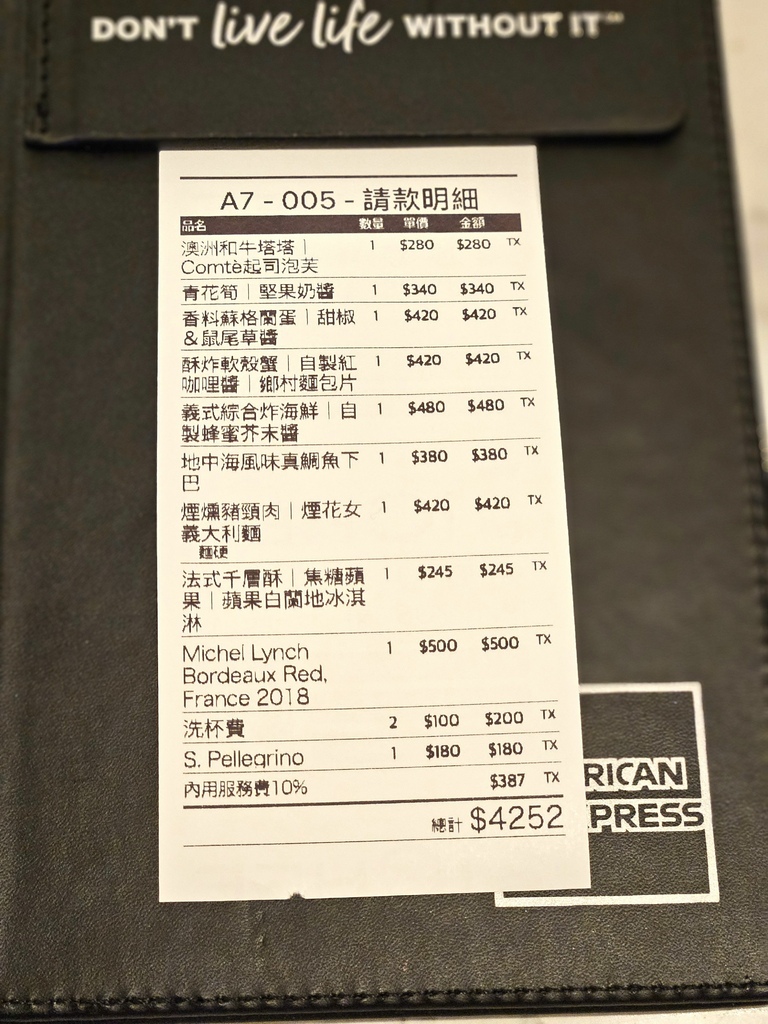 DON'T live life WITHOUT IT™
A7 - 005 - 請款明細
品名 數量 單價 金額
澳洲和牛塔塔｜ 1 $280 $280 TX
Comtè起司泡芙
青花筍｜堅果奶醬 1 $340 $340 TX
香料蘇格蘭蛋｜甜椒 1 $420 $420 TX
＆鼠尾草醬
酥炸軟殼蟹｜自製紅 1 $420 $420 TX
咖哩醬｜鄉村麵包片
義式綜合炸海鮮｜自 1 $480 $480 TX
製蜂蜜芥末醬
地中海風味真鯛魚下 1 $380 $380 TX
巴
煙燻豬頸肉｜煙花女 1 $420 $420 TX
義大利麵
麵硬
法式千層酥｜焦糖蘋 1 $245 $245 TX
果｜蘋果白蘭地冰淇
淋
Michel Lynch 1 $500 $500 TX
Bordeaux Red,
France 2018
洗杯費 2 $100 $200 TX
S. Pellegrino 1 $180 $180 TX
內用服務費10% $387 TX
總計 $4252
RICAN
PRESS